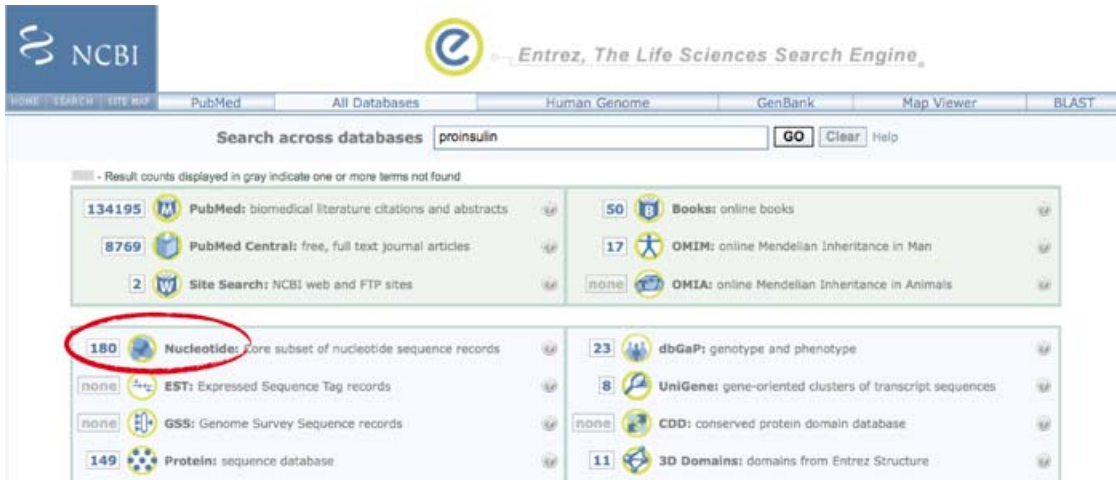 NCBI
Entrez, The Life Sciences Search Engine
HOME SEARCH SITE MAP PubMed All Databases Human Genome GenBank Map Viewer BLAST
Search across databases proinsulin GO Clear Help
- Result counts displayed in gray indicate one or more terms not found
134195 PubMed: biomedical literature citations and abstracts
8769 PubMed Central: free, full text journal articles
2 Site Search: NCBI web and FTP sites
50 Books: online books
17 OMIM: online Mendelian Inheritance in Man
none OMIA: online Mendelian Inheritance in Animals
180 Nucleotide: Core subset of nucleotide sequence records
none EST: Expressed Sequence Tag records
none GSS: Genome Survey Sequence records
149 Protein: sequence database
23 dbGaP: genotype and phenotype
8 UniGene: gene-oriented clusters of transcript sequences
none CDD: conserved protein domain database
11 3D Domains: domains from Entrez Structure